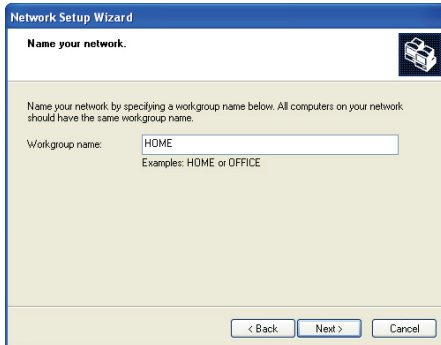 Network Setup Wizard
Name your network.
Name your network by specifying a workgroup name below. All computers on your network
should have the same workgroup name.
Workgroup name: HOME
Examples: HOME or OFFICE
< Back Next > Cancel